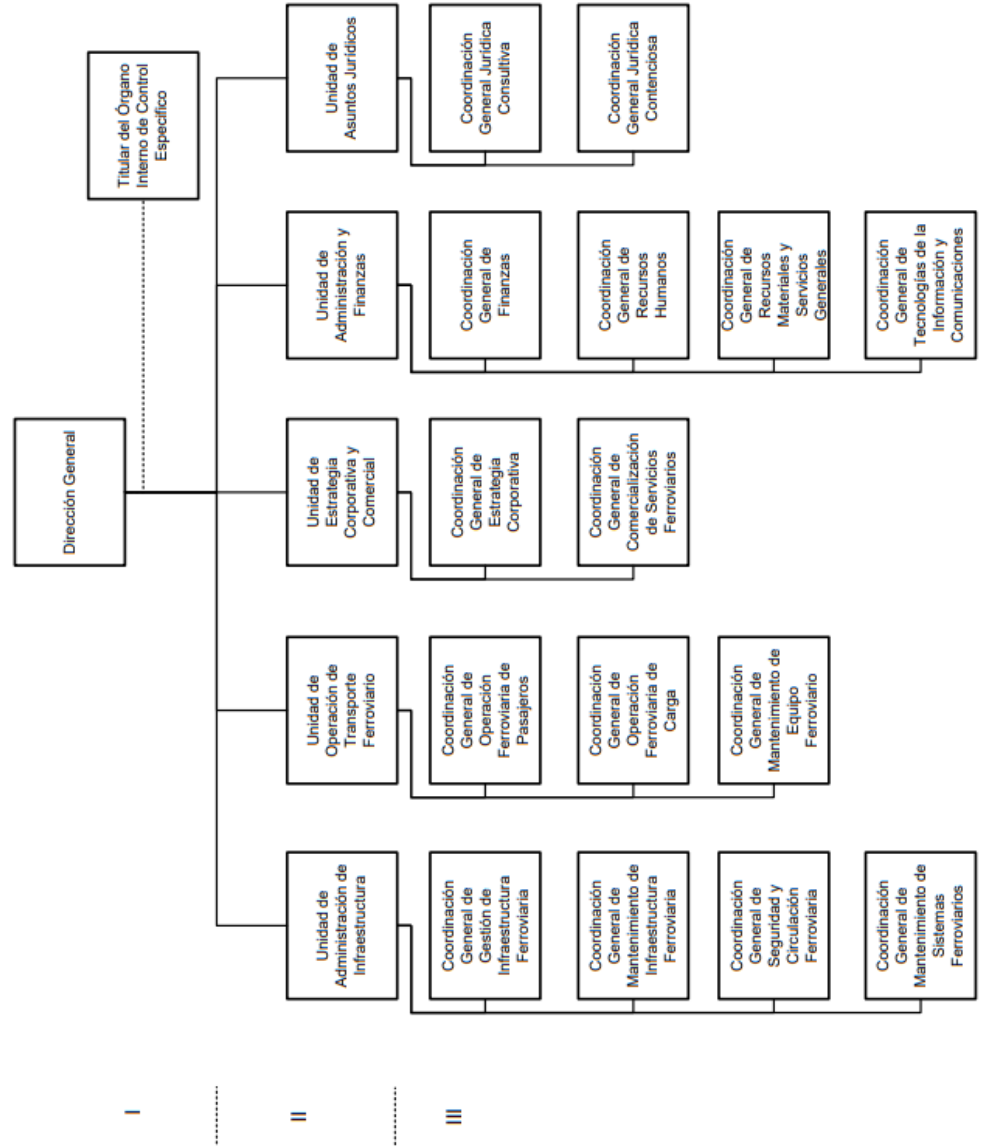 Dirección General
Titular del Órgano
Interno de Control
Especifico
I
II
III
Unidad de
Administración de
Infraestructura
Unidad de
Operación de
Transporte
Ferroviario
Unidad de
Estrategia
Corporativa y
Comercial
Unidad de
Administración y
Finanzas
Unidad de
Asuntos Jurídicos
Coordinación
General de
Gestión de
Infraestructura
Ferroviaria
Coordinación
General de
Operación
Ferroviaria de
Pasajeros
Coordinación
General de
Estrategia
Corporativa
Coordinación
General de
Finanzas
Coordinación
General Jurídica
Consultiva
Coordinación
General de
Mantenimiento de
Infraestructura
Ferroviaria
Coordinación
General de
Operación
Ferroviaria de
Carga
Coordinación
General de
Comercialización
de Servicios
Ferroviarios
Coordinación
General de
Recursos
Humanos
Coordinación
General Jurídica
Contenciosa
Coordinación
General de
Seguridad y
Circulación
Ferroviaria
Coordinación
General de
Mantenimiento de
Equipo
Ferroviario
Coordinación
General de
Recursos
Materiales y
Servicios
Generales
Coordinación
General de
Mantenimiento de
Sistemas
Ferroviarios
Coordinación
General de
Tecnologías de la
Información y
Comunicaciones